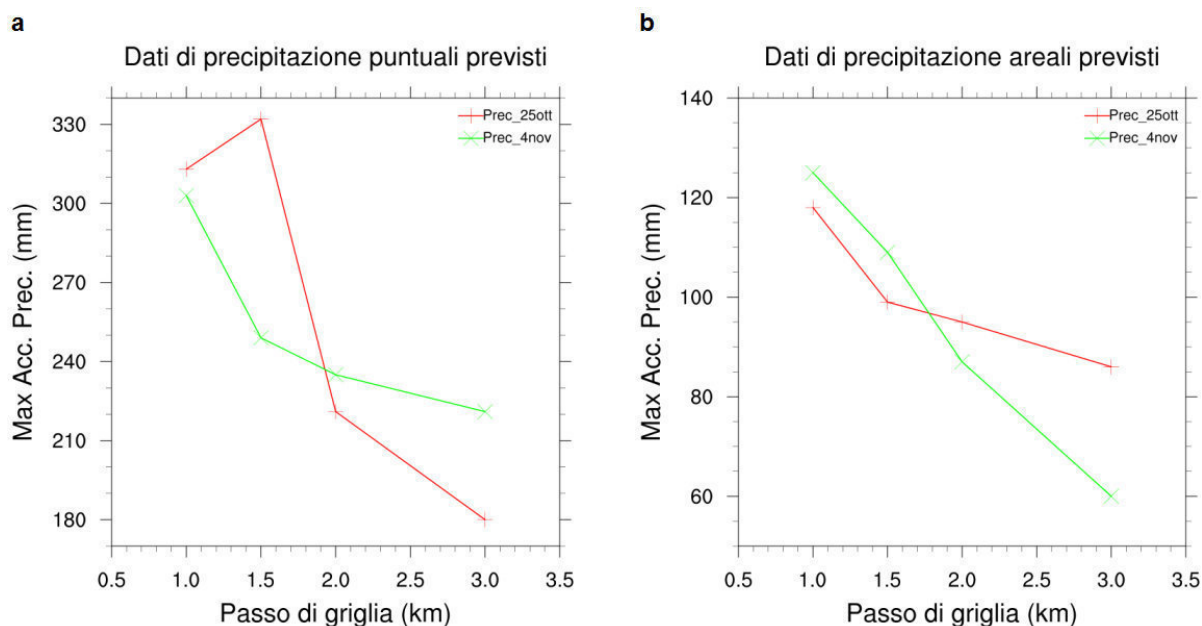 a
Dati di precipitazione puntuali previsti
Prec_25ott
Prec_4nov
330
300
270
240
210
180
Max Acc. Prec. (mm)
0.5 1.0 1.5 2.0 2.5 3.0 3.5
Passo di griglia (km)
b
Dati di precipitazione areali previsti
Prec_25ott
Prec_4nov
140
120
100
80
60
Max Acc. Prec. (mm)
0.5 1.0 1.5 2.0 2.5 3.0 3.5
Passo di griglia (km)